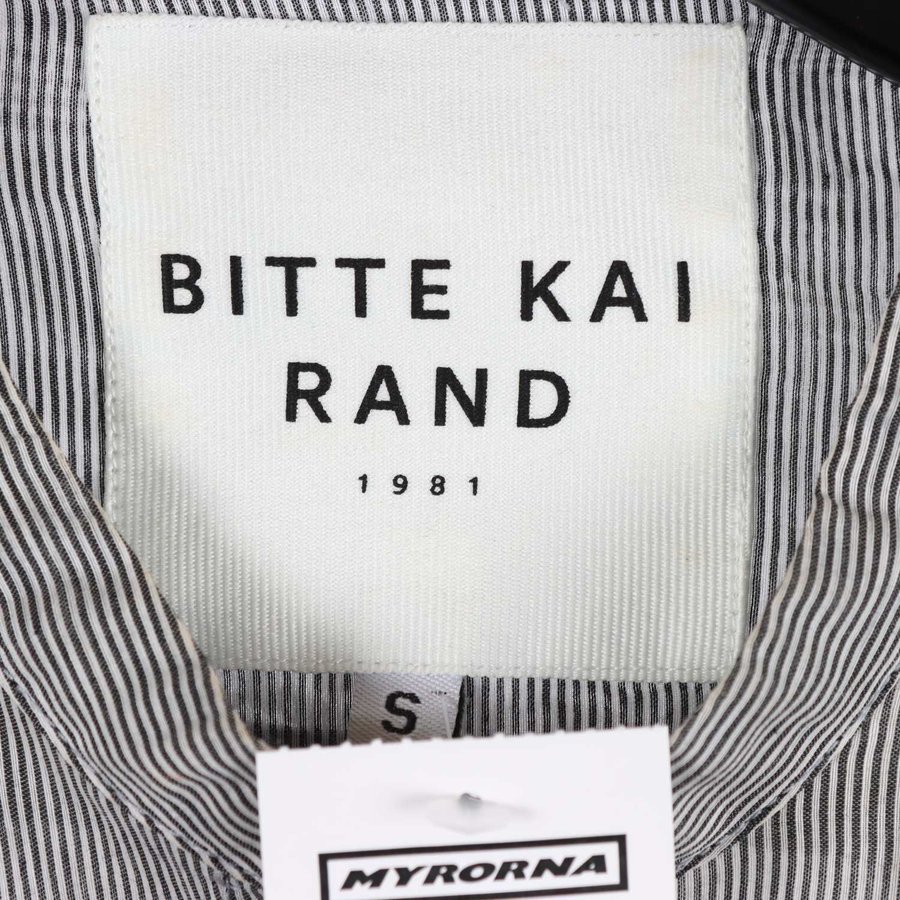 BITTE KAI
RAND
1981
S
MYRORNA